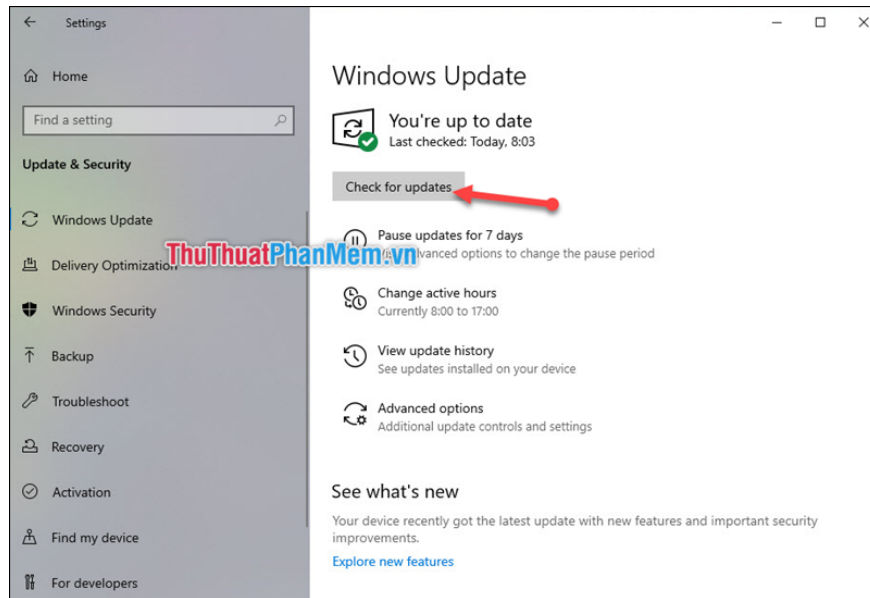 Settings
Home
Find a setting
Update & Security
Windows Update
Delivery Optimization
Windows Security
Backup
Troubleshoot
Recovery
Activation
Find my device
For developers
Windows Update
You're up to date
Last checked: Today, 8:03
Check for updates
Pause updates for 7 days
advanced options to change the pause period
Change active hours
Currently 8:00 to 17:00
View update history
See updates installed on your device
Advanced options
Additional update controls and settings
See what's new
Your device recently got the latest update with new features and important security
improvements.
Explore new features
ThuThuatPhanMem.vn